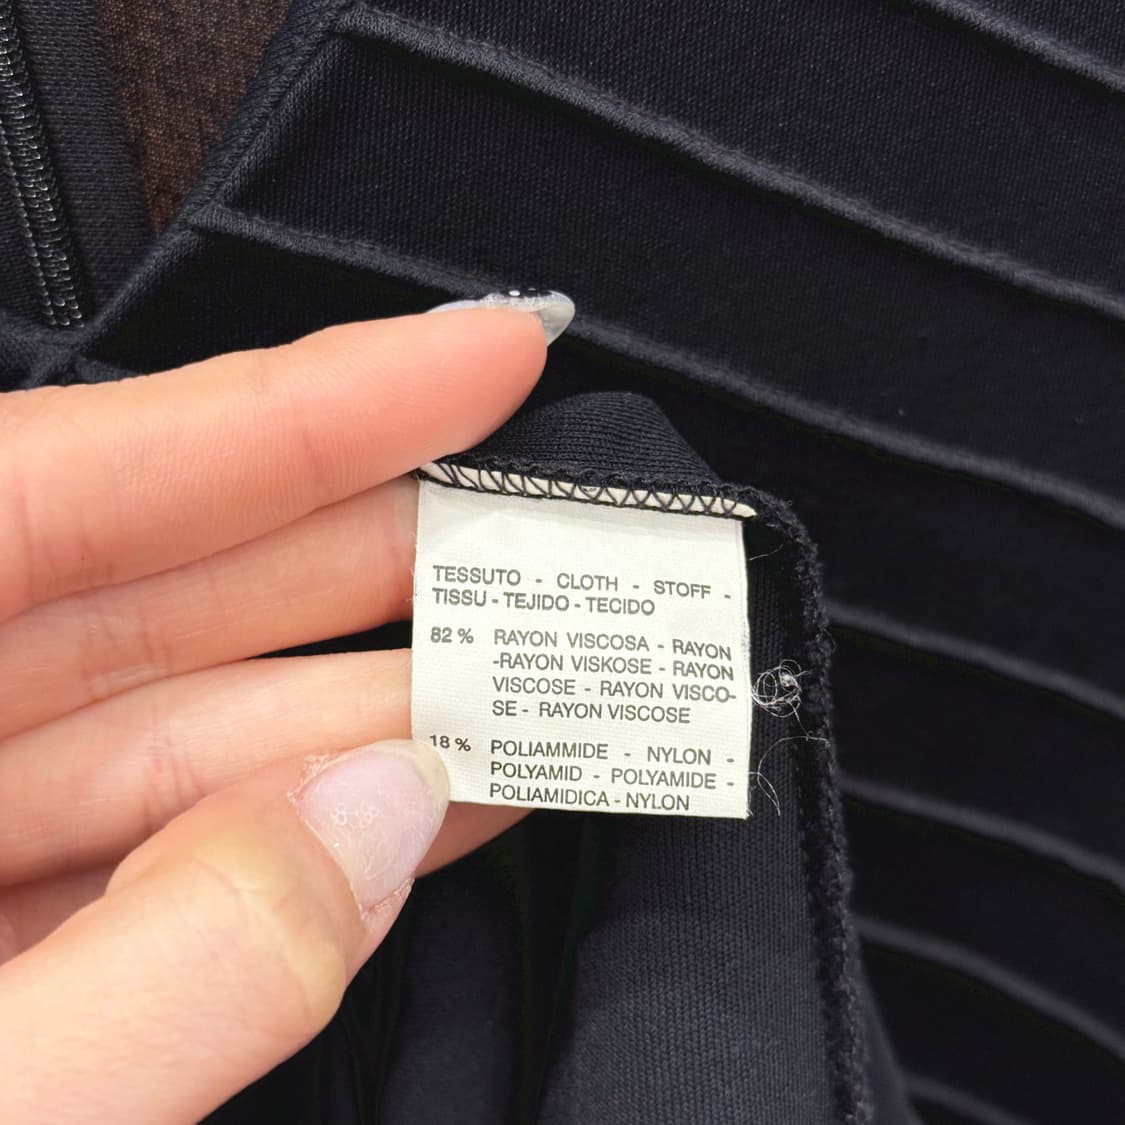 TESSUTO - CLOTH - STOFF -
TISSU - TEJIDO - TECIDO
82 % RAYON VISCOSA - RAYON
-RAYON VISKOSE - RAYON
VISCOSE - RAYON VISCO-
SE - RAYON VISCOSE
18 % POLIAMMIDE - NYLON -
POLYAMID - POLYAMIDE -
POLIAMIDICA - NYLON